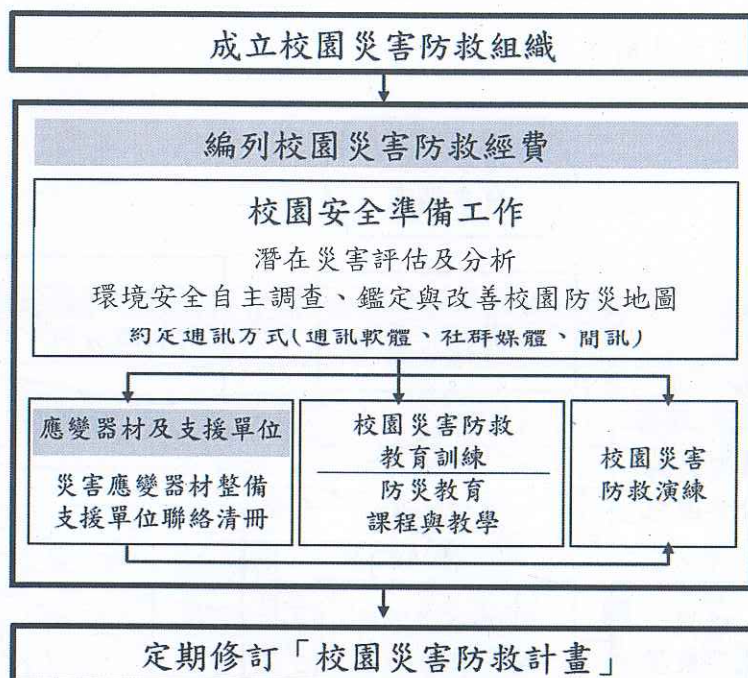 成立校園災害防救組織
編列校園災害防救經費
校園安全準備工作
潛在災害評估及分析
環境安全自主調查、鑑定與改善校園防災地圖
約定通訊方式(通訊軟體、社群媒體、簡訊)
應變器材及支援單位
災害應變器材整備
支援單位聯絡清冊
校園災害防救
教育訓練
防災教育
課程與教學
校園災害
防救演練
定期修訂「校園災害防救計畫」